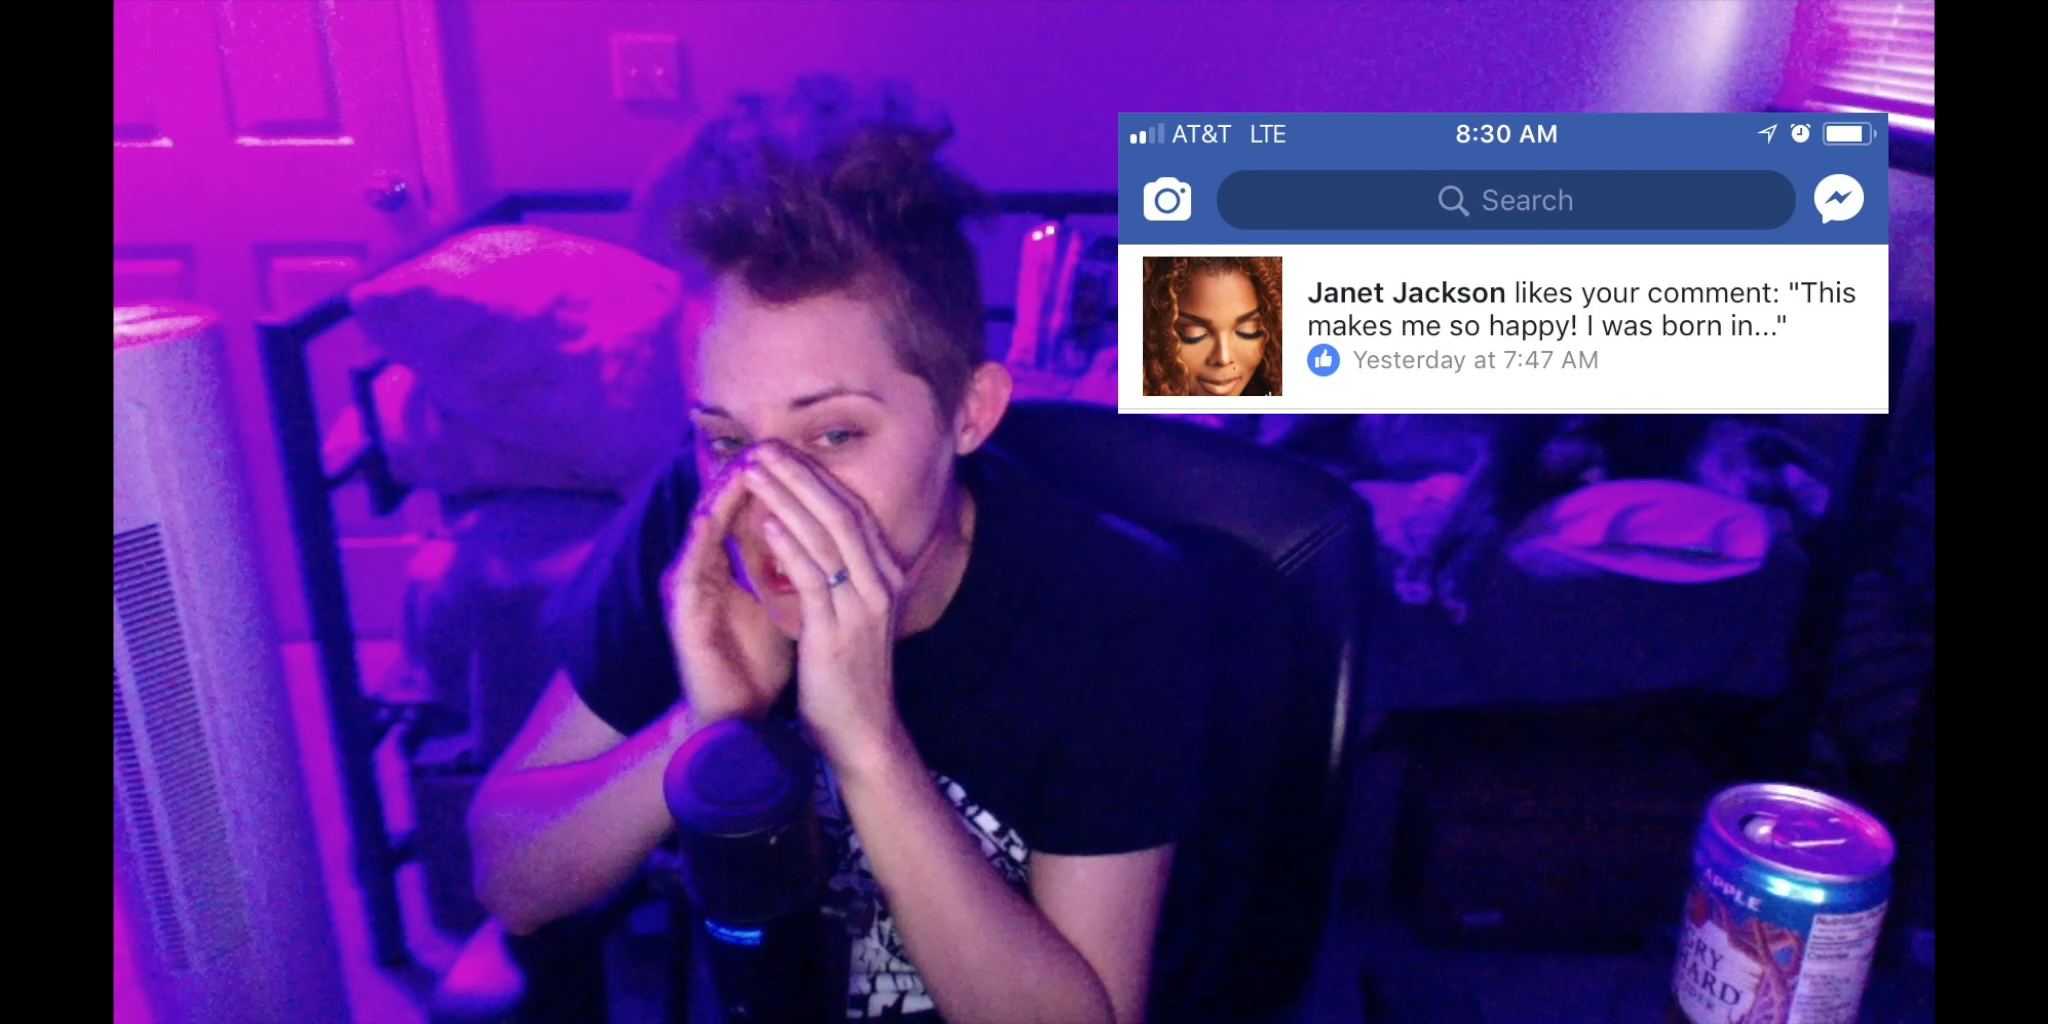 AT&T LTE 8:30 AM
Search
Janet Jackson likes your comment: "This
makes me so happy! I was born in..."
Yesterday at 7:47 AM
APPLE